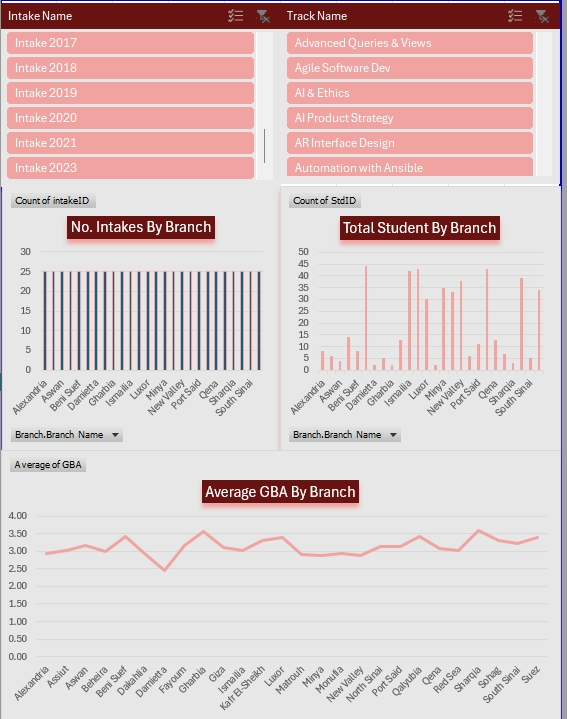 Intake Name
Track Name
Intake 2017
Intake 2018
Intake 2019
Intake 2020
Intake 2021
Intake 2023
Advanced Queries & Views
Agile Software Dev
AI & Ethics
AI Product Strategy
AR Interface Design
Automation with Ansible
Count of intakeID
No. Intakes By Branch
30
25
20
15
10
5
0
Alexandria
Aswan
Beni Suef
Damietta
Gharbia
Ismailia
Luxor
Minya
New Valley
Port Said
Qena
Sharqia
South Sinai
Branch.Branch Name
Count of StdID
Total Student By Branch
50
45
40
35
30
25
20
15
10
5
0
Alexandria
Aswan
Beni Suef
Damietta
Gharbia
Ismailia
Luxor
Minya
New Valley
Port Said
Qena
Sharqia
South Sinai
Branch.Branch Name
Average of GBA
Average GBA By Branch
4.00
3.50
3.00
2.50
2.00
1.50
1.00
0.50
0.00
Alexandria
Assiut
Aswan
Beheira
Beni Suef
Dakahlia
Damietta
Fayoum
Gharbia
Giza
Ismailia
Kafr El-Sheikh
Luxor
Matrouh
Minya
Monufia
New Valley
North Sinai
Port Said
Qalyubia
Qena
Red Sea
Sharqia
Sohag
South Sinai
Suez